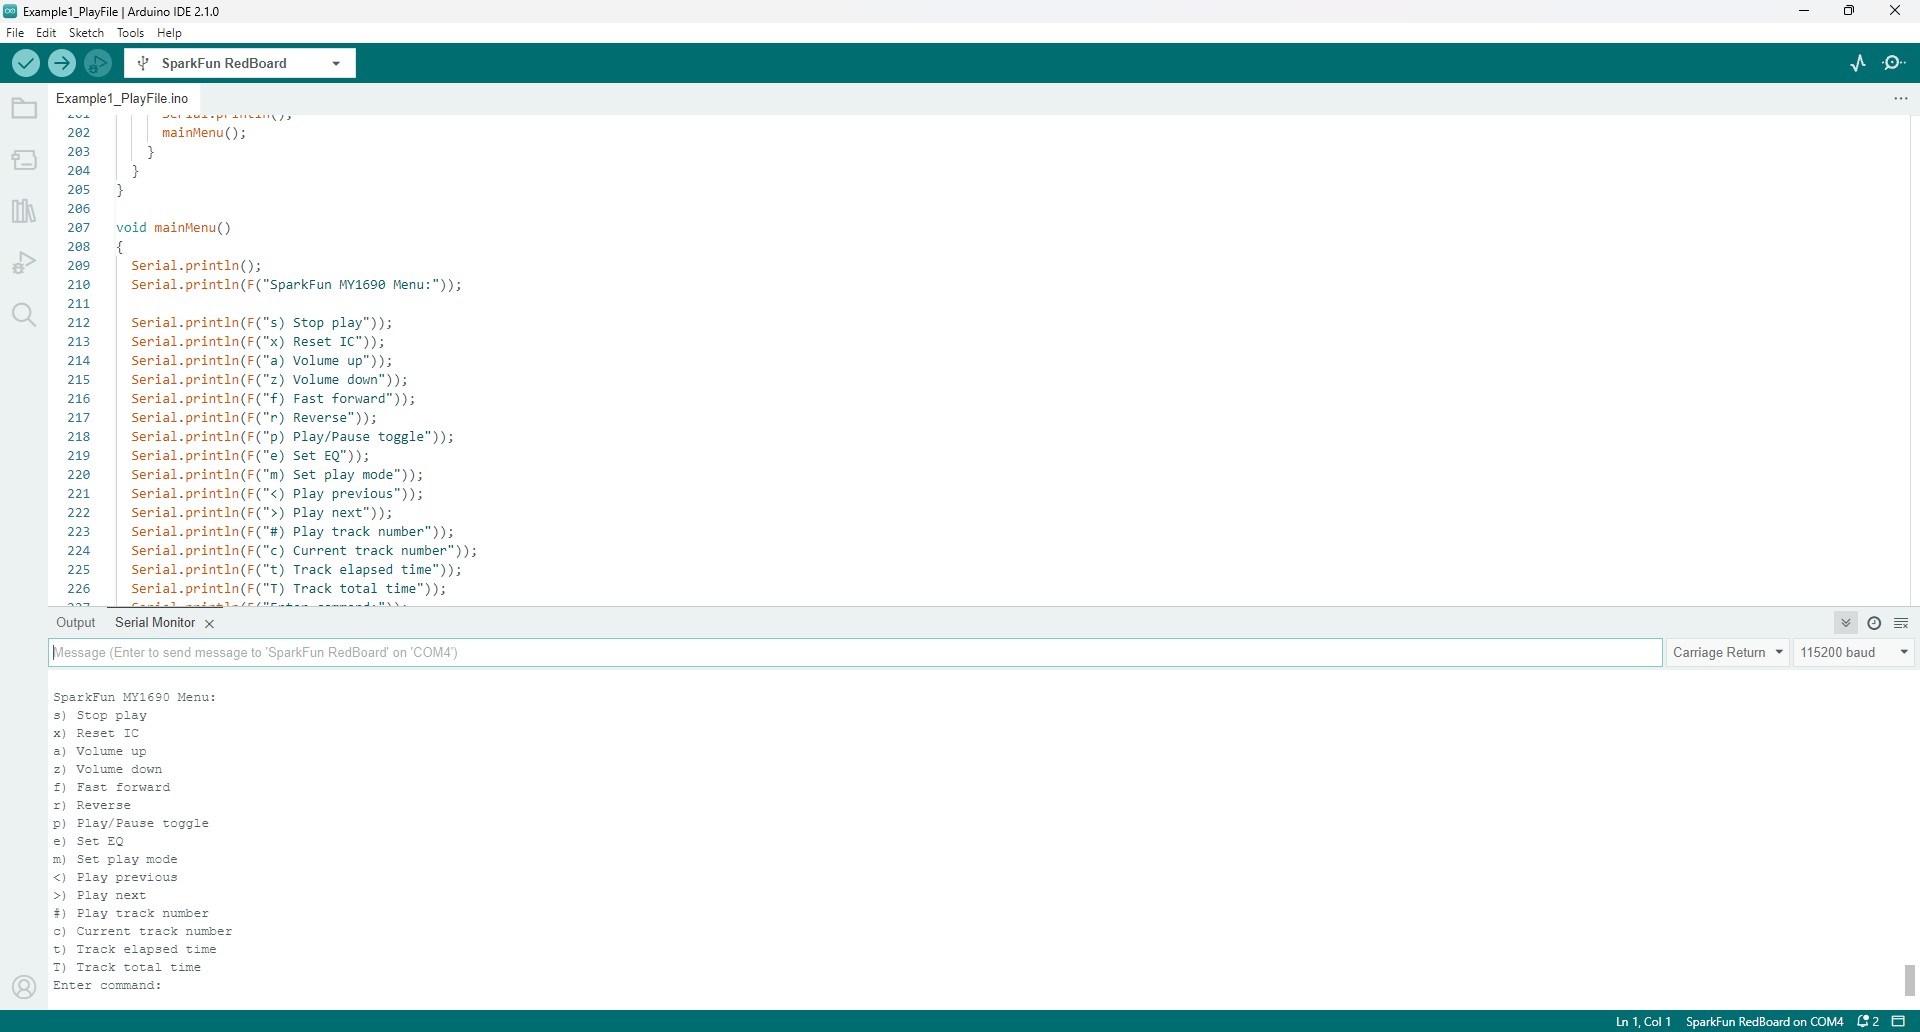 Example1_PlayFile | Arduino IDE 2.1.0
File Edit Sketch Tools Help
SparkFun RedBoard
Example1_PlayFile.ino
201 Serial.println();
202 mainMenu();
203 }
204 }
205 }
206
207 void mainMenu()
208 {
209 Serial.println();
210 Serial.println(F("SparkFun MY1690 Menu:"));
211
212 Serial.println(F("s) Stop play"));
213 Serial.println(F("x) Reset IC"));
214 Serial.println(F("a) Volume up"));
215 Serial.println(F("z) Volume down"));
216 Serial.println(F("f) Fast forward"));
217 Serial.println(F("r) Reverse"));
218 Serial.println(F("p) Play/Pause toggle"));
219 Serial.println(F("e) Set EQ"));
220 Serial.println(F("m) Set play mode"));
221 Serial.println(F("<) Play previous"));
222 Serial.println(F(">) Play next"));
223 Serial.println(F("#) Play track number"));
224 Serial.println(F("c) Current track number"));
225 Serial.println(F("t) Track elapsed time"));
226 Serial.println(F("T) Track total time"));
227 Serial.println(F("Enter command:"));
Output Serial Monitor
Message (Enter to send message to 'SparkFun RedBoard' on 'COM4')
Carriage Return 115200 baud
SparkFun MY1690 Menu:
s) Stop play
x) Reset IC
a) Volume up
z) Volume down
f) Fast forward
r) Reverse
p) Play/Pause toggle
e) Set EQ
m) Set play mode
<) Play previous
>) Play next
#) Play track number
c) Current track number
t) Track elapsed time
T) Track total time
Enter command:
Ln 1, Col 1 SparkFun RedBoard on COM4 2